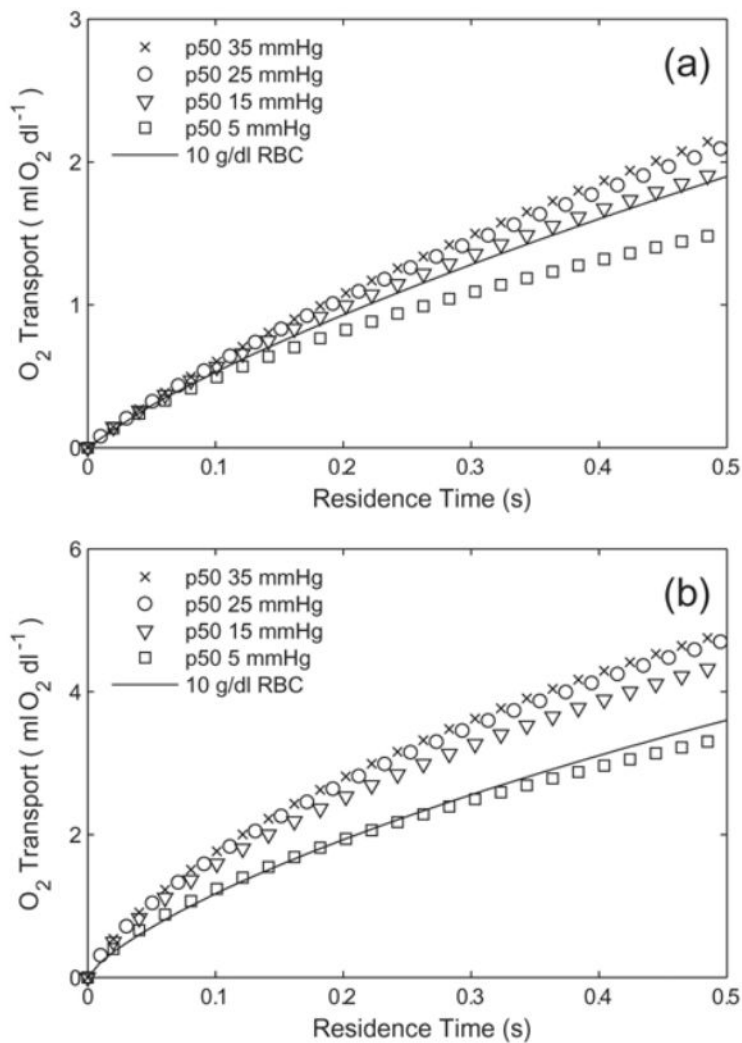 3
(a)
p50 35 mmHg
p50 25 mmHg
p50 15 mmHg
p50 5 mmHg
10 g/dl RBC
2
1
0
O₂ Transport ( ml O₂ dl⁻¹ )
0 0.1 0.2 0.3 0.4 0.5
Residence Time (s)
6
(b)
p50 35 mmHg
p50 25 mmHg
p50 15 mmHg
p50 5 mmHg
10 g/dl RBC
4
2
0
O₂ Transport ( ml O₂ dl⁻¹ )
0 0.1 0.2 0.3 0.4 0.5
Residence Time (s)